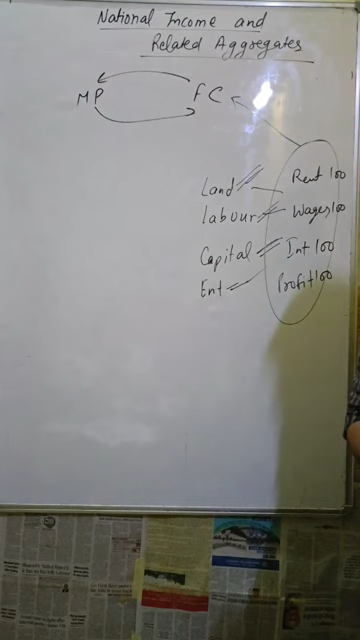 National Income and
Related Aggregates
MP FC
Land Rent 100
labour Wages 100
Capital Int 100
Ent Profit 100